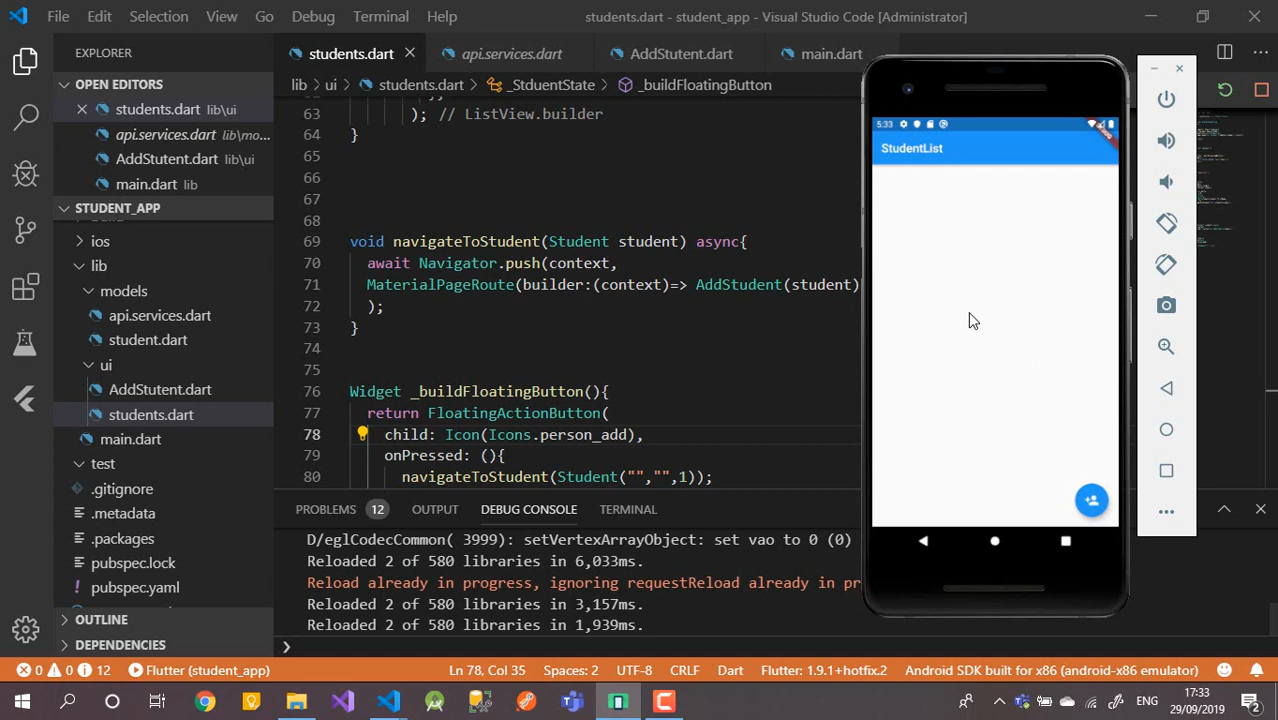 File Edit Selection View Go Debug Terminal Help students.dart - student_app - Visual Studio Code [Administrator]
EXPLORER
OPEN EDITORS
students.dart lib\ui
api.services.dart lib\mo...
AddStutent.dart lib\ui
main.dart lib
STUDENT_APP
ios
lib
models
api.services.dart
student.dart
ui
AddStutent.dart
students.dart
main.dart
test
.gitignore
.metadata
.packages
pubspec.lock
pubspec.yaml
OUTLINE
DEPENDENCIES
students.dart api.services.dart AddStutent.dart main.dart
lib ui students.dart _StduentState _buildFloatingButton
63 ); // ListView.builder
64 }
65
66
67
68
69 void navigateToStudent(Student student) async{
70 await Navigator.push(context,
71 MaterialPageRoute(builder:(context)=> AddStudent(student)
72 );
73 }
74
75
76 Widget _buildFloatingButton(){
77 return FloatingActionButton(
78 child: Icon(Icons.person_add),
79 onPressed: (){
80 navigateToStudent(Student("","",1));
PROBLEMS 12 OUTPUT DEBUG CONSOLE TERMINAL
D/eglCodecCommon( 3999): setVertexArrayObject: set vao to 0 (0)
Reloaded 2 of 580 libraries in 6,033ms.
Reload already in progress, ignoring requestReload already in pr
Reloaded 2 of 580 libraries in 3,157ms.
Reloaded 2 of 580 libraries in 1,939ms.
5:33
StudentList
0 0 12 Flutter (student_app) Ln 78, Col 35 Spaces: 2 UTF-8 CRLF Dart Flutter: 1.9.1+hotfix.2 Android SDK built for x86 (android-x86 emulator)
ENG
17:33
29/09/2019
2